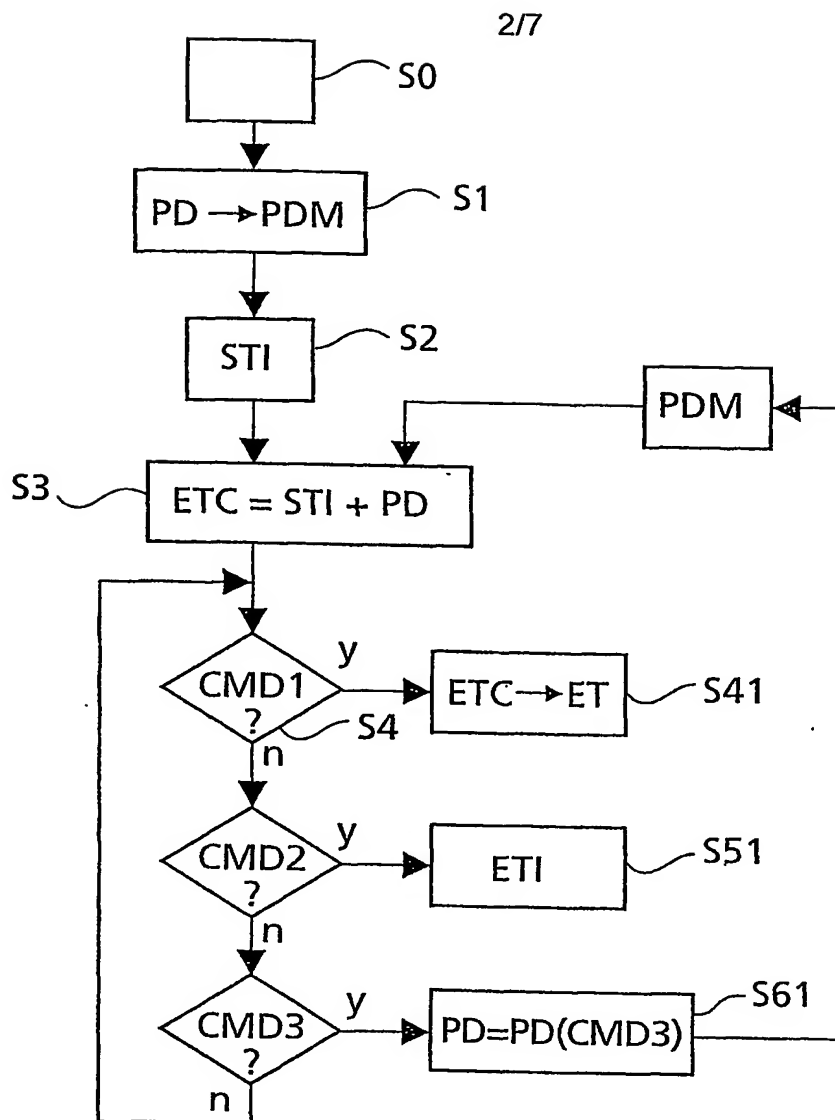 2/7
S0
PD → PDM
S1
STI
S2
PDM
S3
ETC = STI + PD
CMD1
?
y
n
S4
ETC → ET
S41
CMD2
?
y
n
ETI
S51
CMD3
?
y
n
PD=PD(CMD3)
S61